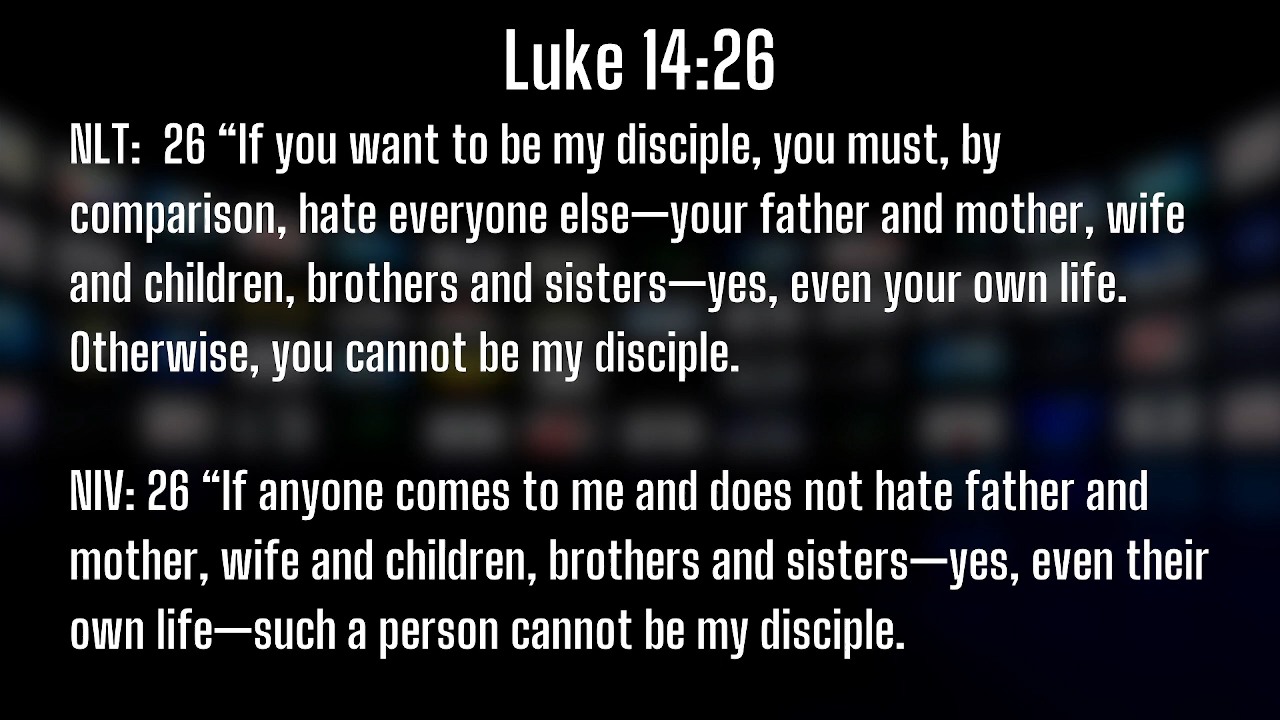 Luke 14:26
NLT:  26 “If you want to be my disciple, you must, by
comparison, hate everyone else—your father and mother, wife
and children, brothers and sisters—yes, even your own life.
Otherwise, you cannot be my disciple.
NIV: 26 “If anyone comes to me and does not hate father and
mother, wife and children, brothers and sisters—yes, even their
own life—such a person cannot be my disciple.